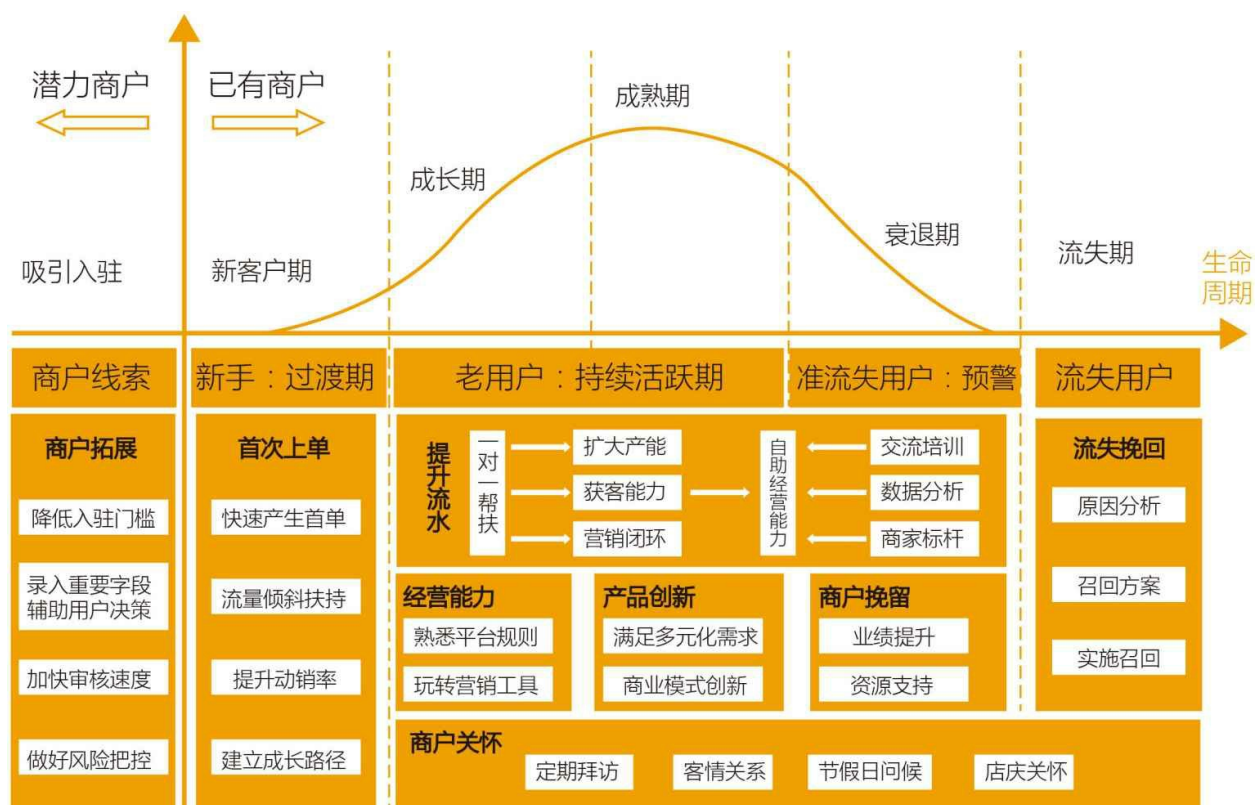 潜力商户
已有商户
成熟期
成长期
衰退期
吸引入驻
新客户期
流失期
生命
周期
商户线索
新手：过渡期
老用户：持续活跃期
准流失用户：预警
流失用户
商户拓展
降低入驻门槛
录入重要字段
辅助用户决策
加快审核速度
做好风险把控
首次上单
快速产生首单
流量倾斜扶持
提升动销率
建立成长路径
提升流水
一对一帮扶
扩大产能
获客能力
营销闭环
自助经营能力
交流培训
数据分析
商家标杆
经营能力
熟悉平台规则
玩转营销工具
产品创新
满足多元化需求
商业模式创新
商户挽留
业绩提升
资源支持
流失挽回
原因分析
召回方案
实施召回
商户关怀
定期拜访
客情关系
节假日问候
店庆关怀